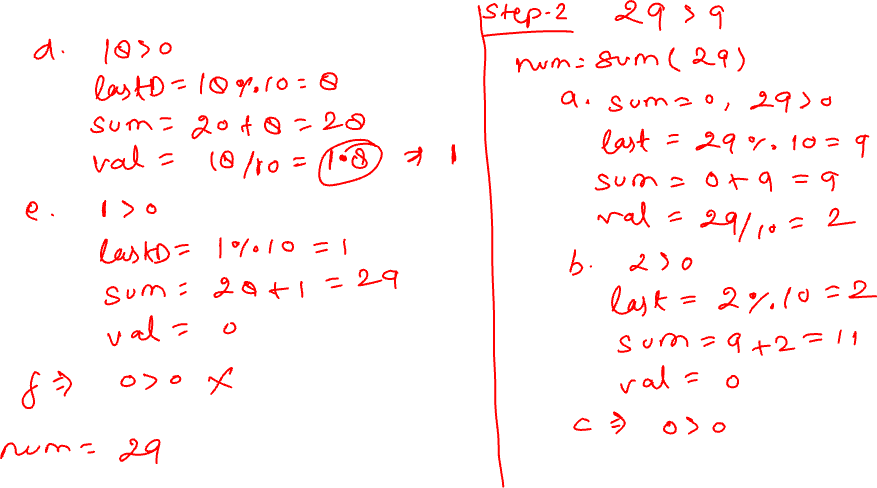 d. 18>0
lastD = 18 %. 10 = 8
sum = 20 + 8 = 28
val = 18/10 = 1.8 ⇒ 1
e. 1>0
lastD = 1%.10 = 1
sum = 28+1 = 29
val = 0
f ⇒ 0>0 ×
num = 29
Step-2 29 > 9
num = sum(29)
a. sum = 0, 29>0
last = 29 %. 10 = 9
sum = 0+9 = 9
val = 29/10 = 2
b. 2>0
last = 2%.10 = 2
sum = 9+2 = 11
val = 0
c ⇒ 0>0